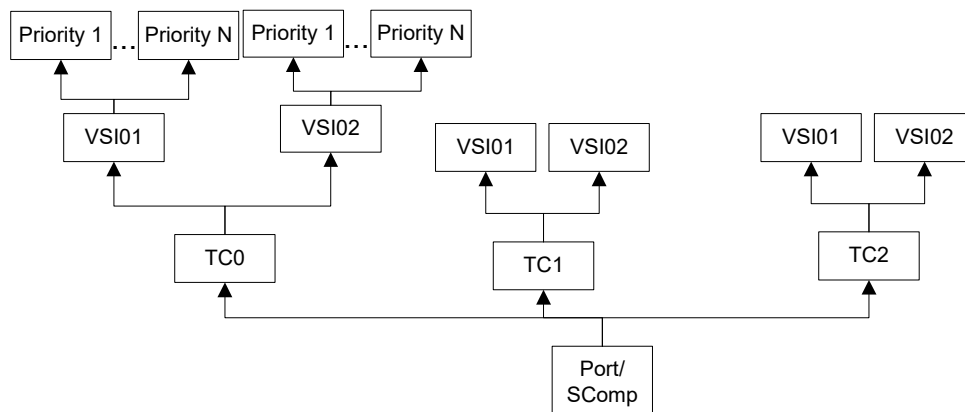 Priority 1 ... Priority N Priority 1 ... Priority N
VSI01 VSI02
VSI01 VSI02 VSI01 VSI02
TC0 TC1 TC2
Port/
SComp